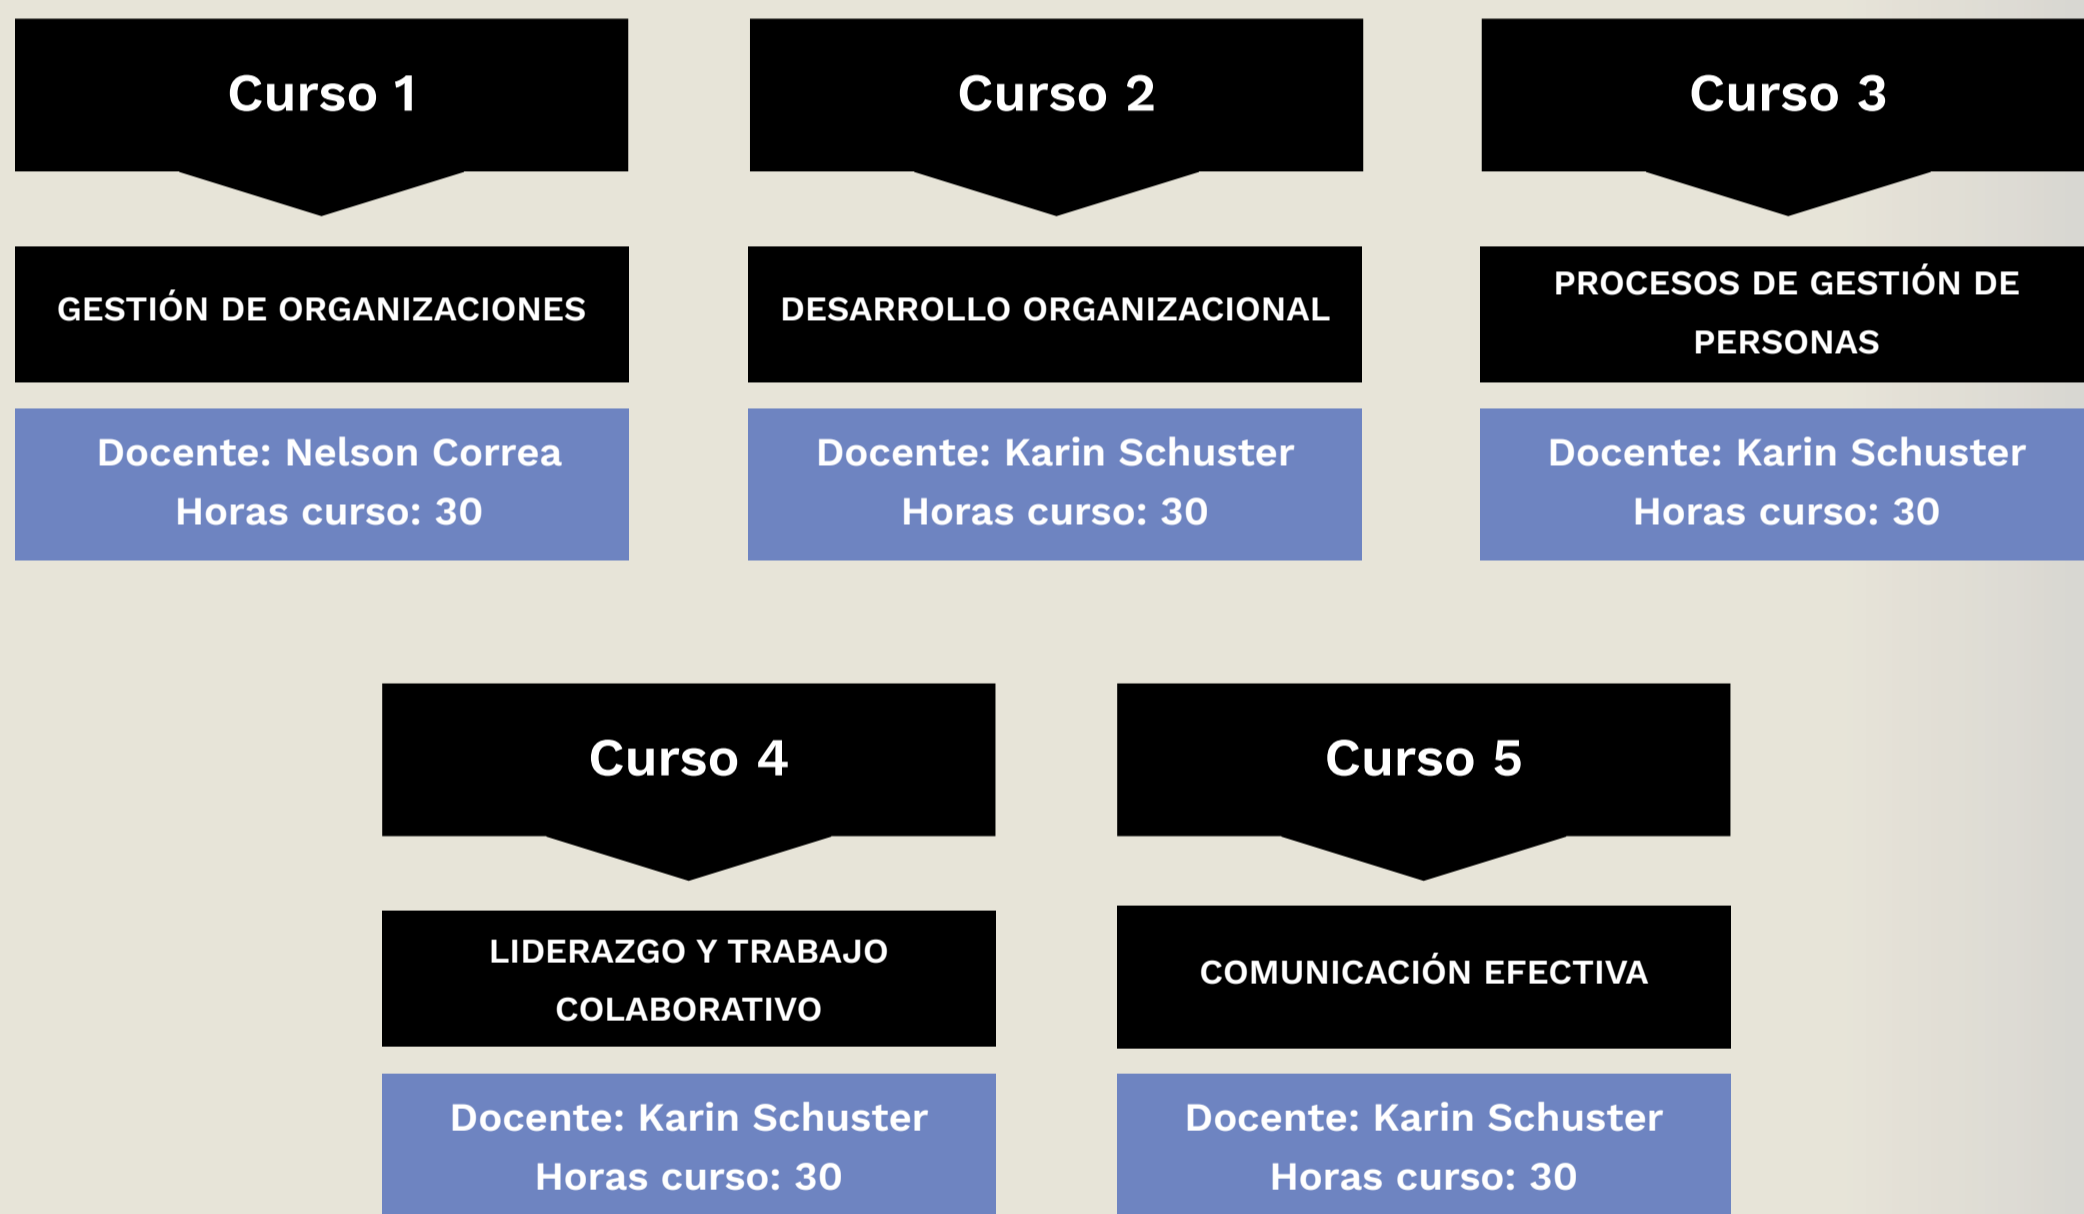 Curso 1
GESTIÓN DE ORGANIZACIONES
Docente: Nelson Correa
Horas curso: 30
Curso 2
DESARROLLO ORGANIZACIONAL
Docente: Karin Schuster
Horas curso: 30
Curso 3
PROCESOS DE GESTIÓN DE
PERSONAS
Docente: Karin Schuster
Horas curso: 30
Curso 4
LIDERAZGO Y TRABAJO
COLABORATIVO
Docente: Karin Schuster
Horas curso: 30
Curso 5
COMUNICACIÓN EFECTIVA
Docente: Karin Schuster
Horas curso: 30